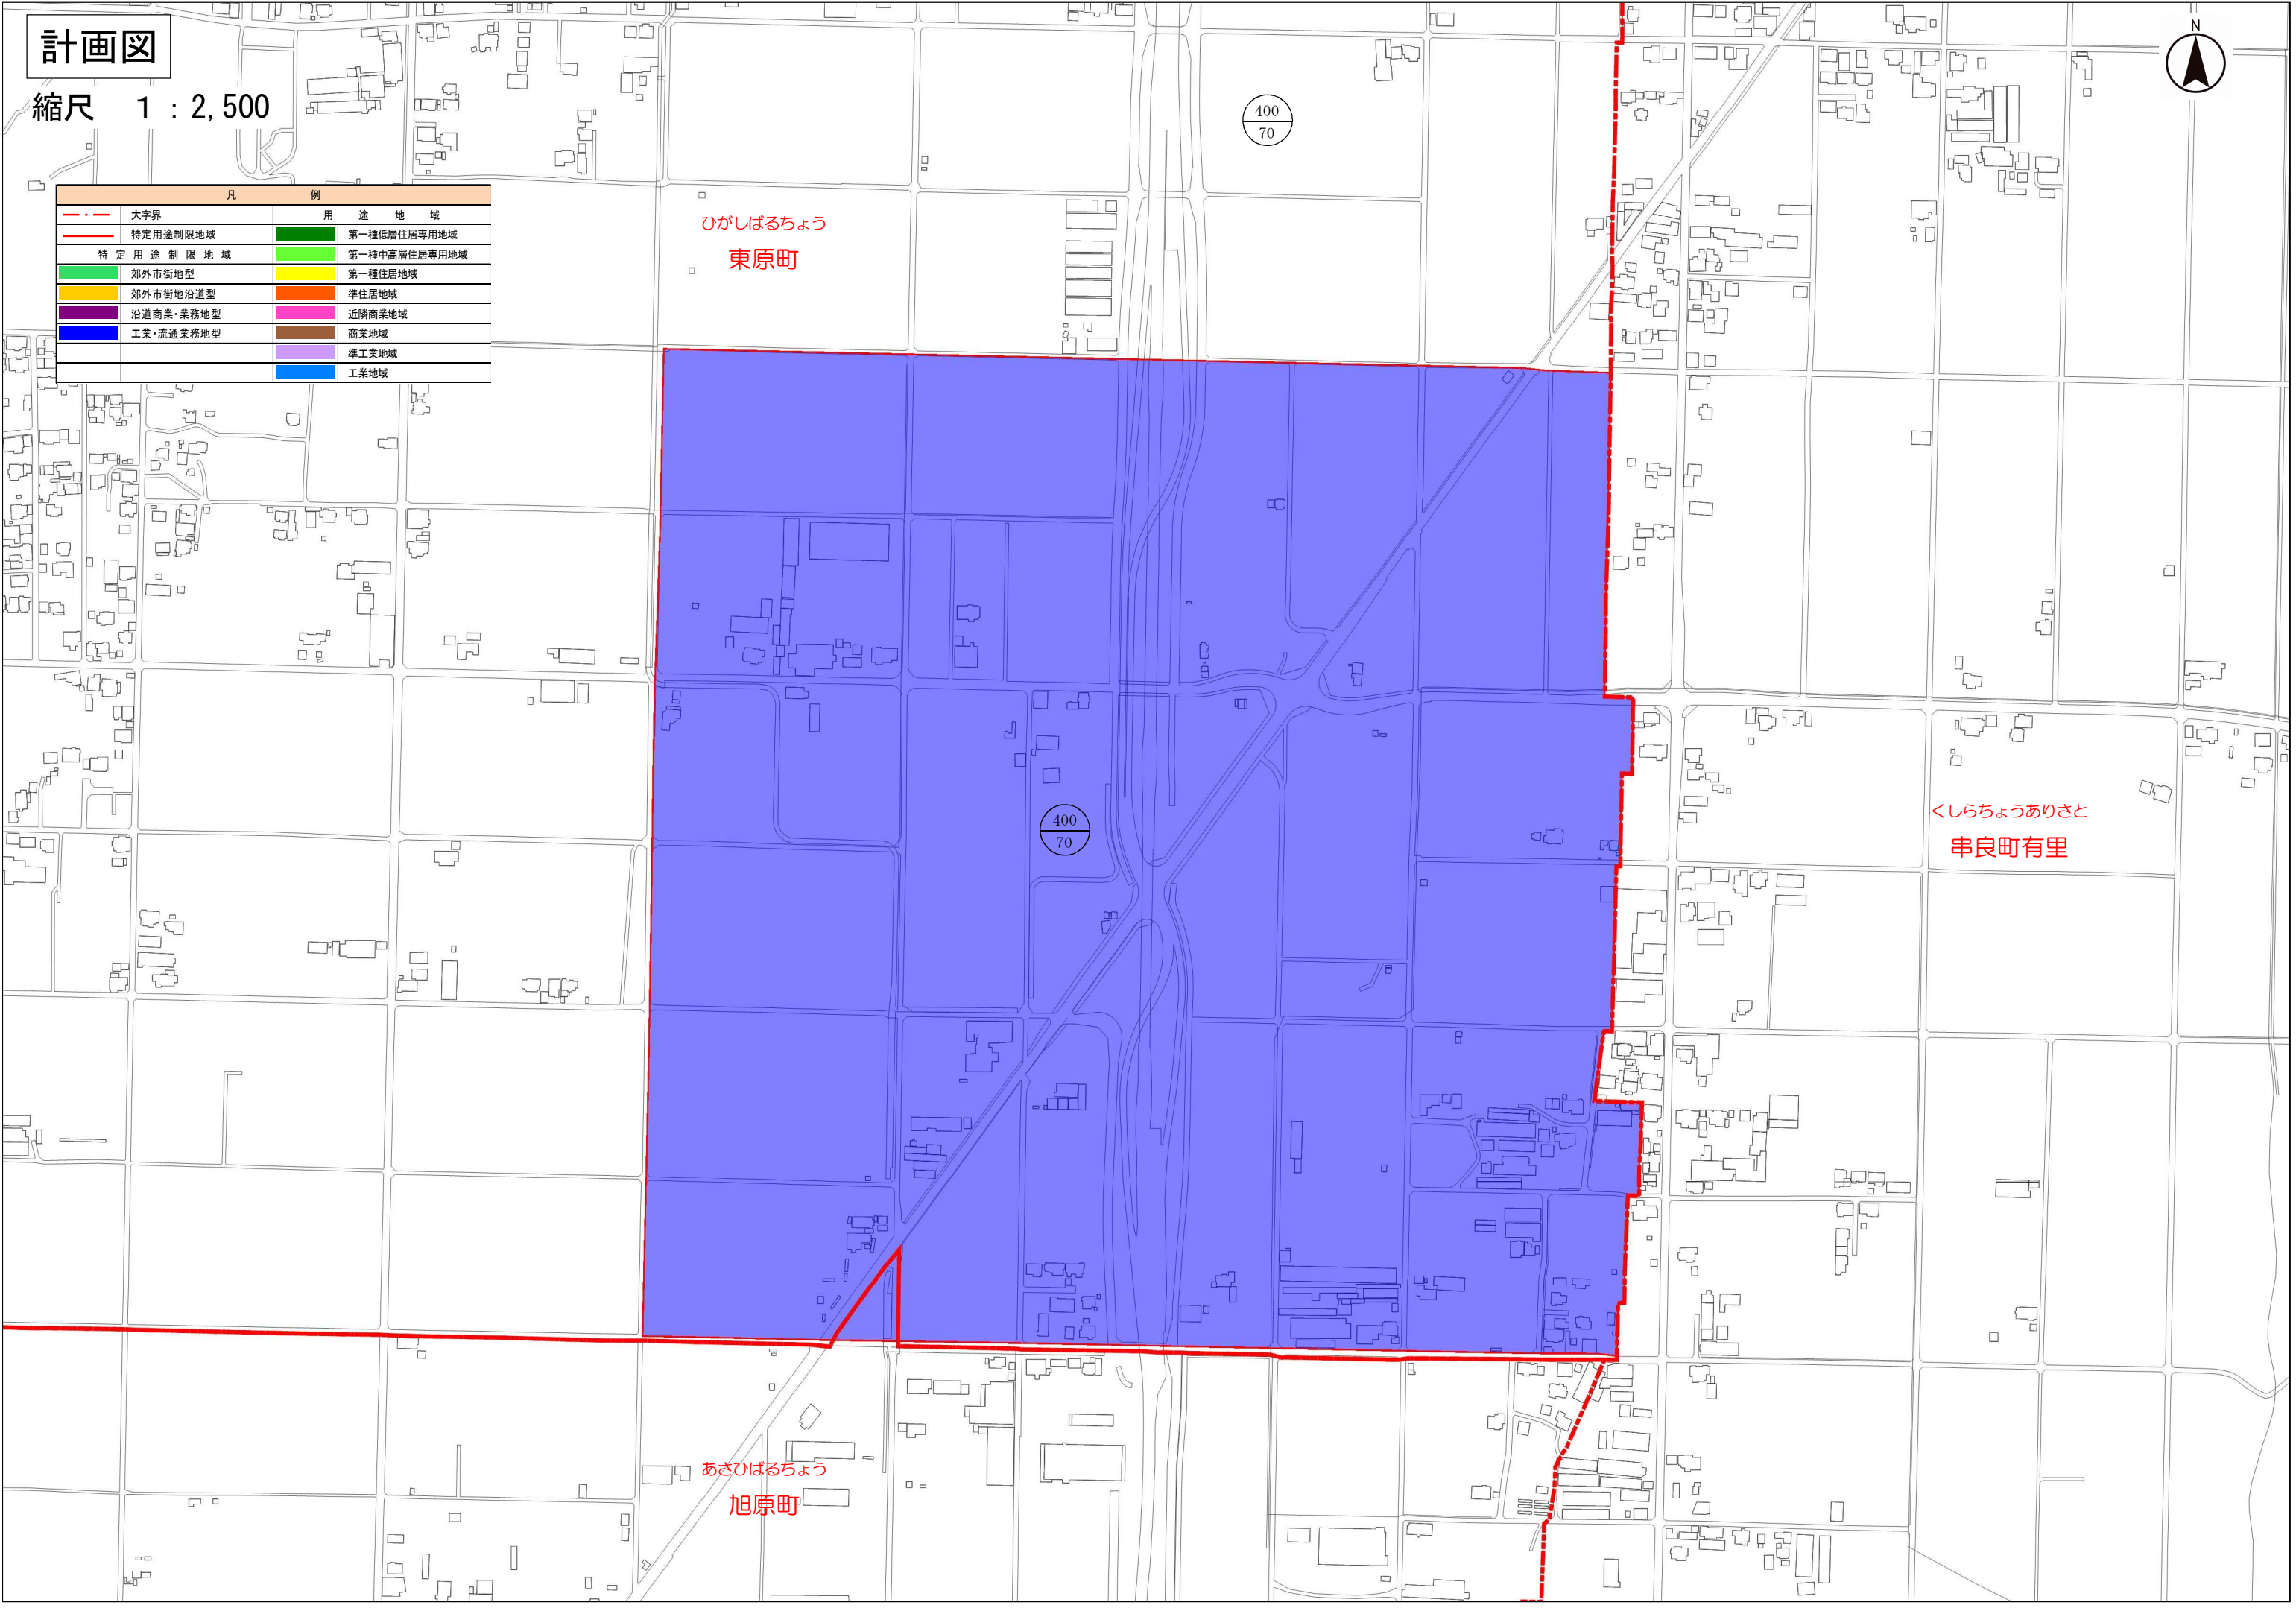 計画図
縮尺 1:2,500
N
凡 例
大字界
用途地域
特定用途制限地域
第一種低層住居専用地域
特定用途制限地域
第一種中高層住居専用地域
郊外市街地型
第一種住居地域
郊外市街地沿道型
準住居地域
沿道商業・業務地型
近隣商業地域
工業・流通業務地型
商業地域
準工業地域
工業地域
400
70
ひがしばるちょう
東原町
400
70
くしらちょうありさと
串良町有里
あさひばるちょう
旭原町